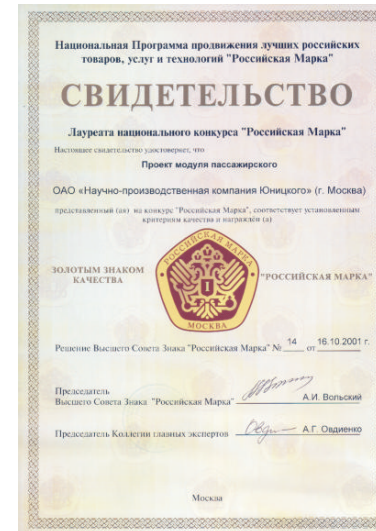 Национальная Программа продвижения лучших российских
товаров, услуг и технологий "Российская Марка"
СВИДЕТЕЛЬСТВО
Лауреата национального конкурса "Российская Марка"
Настоящее свидетельство удостоверяет, что
Проект модуля пассажирского
ОАО «Научно-производственная компания Юницкого» (г. Москва)
представленный (ая) на конкурс "Российская Марка", соответствует установленным
критериям качества и награждён (а)
РОССИЙСКАЯ МАРКА
ЗОЛОТЫМ ЗНАКОМ
КАЧЕСТВА
"РОССИЙСКАЯ МАРКА"
МОСКВА
Решение Высшего Совета Знака "Российская Марка" № 14 от 16.10.2001 г.
Председатель
Высшего Совета Знака "Российская Марка" А.И. Вольский
Председатель Коллегии главных экспертов А.Г. Овдиенко
Москва